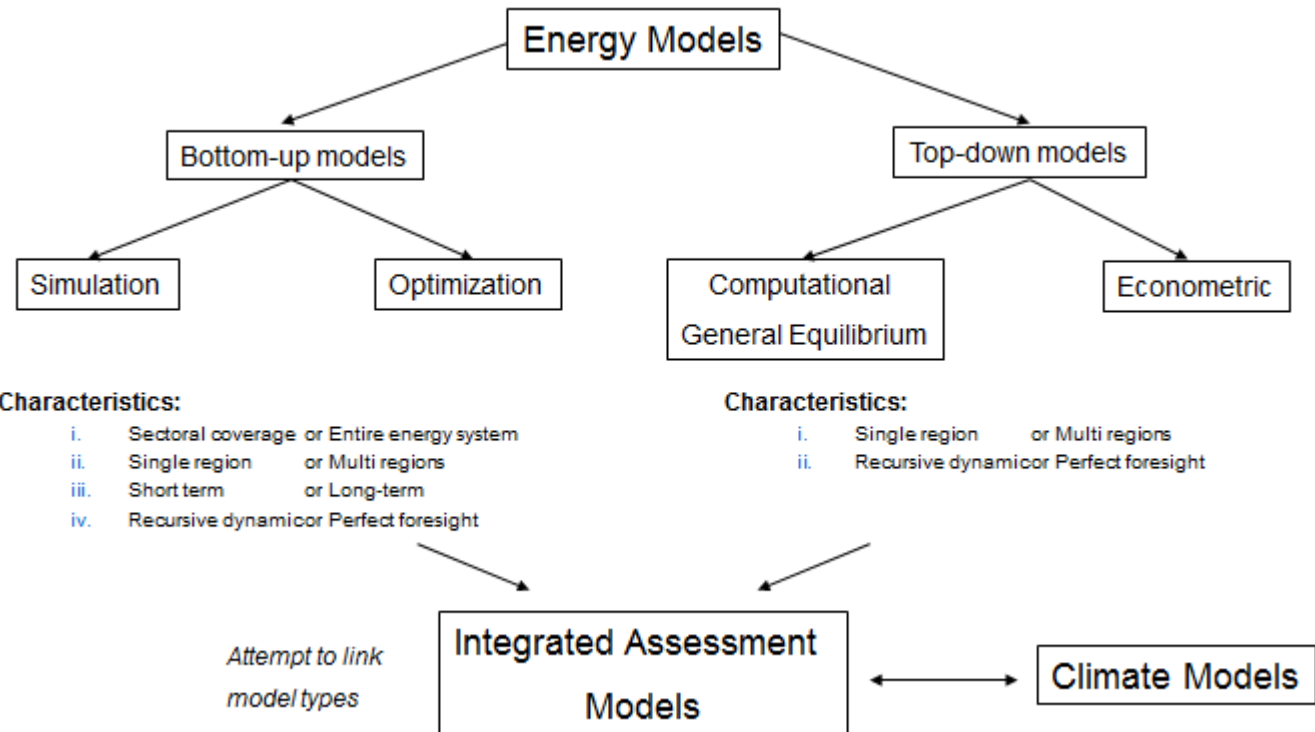 Energy Models
Bottom-up models
Top-down models
Simulation
Optimization
Computational
General Equilibrium
Econometric
Characteristics:
i. Sectoral coverage or Entire energy system
ii. Single region or Multi regions
iii. Short term or Long-term
iv. Recursive dynamicor Perfect foresight
Characteristics:
i. Single region or Multi regions
ii. Recursive dynamicor Perfect foresight
Attempt to link
model types
Integrated Assessment
Models
Climate Models